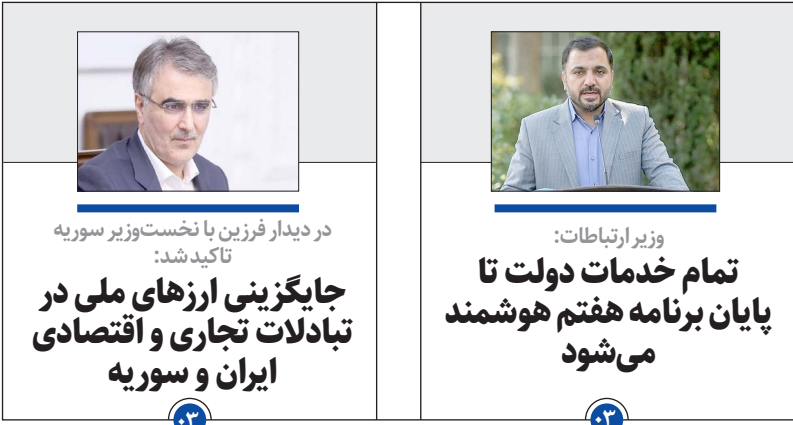 وزیر ارتباطات:
تمام خدمات دولت تا
پایان برنامه هفتم هوشمند
می‌شود
۰۳
در دیدار فرزین با نخست‌وزیر سوریه
تاکید شد:
جایگزینی ارزهای ملی در
تبادلات تجاری و اقتصادی
ایران و سوریه
۰۳